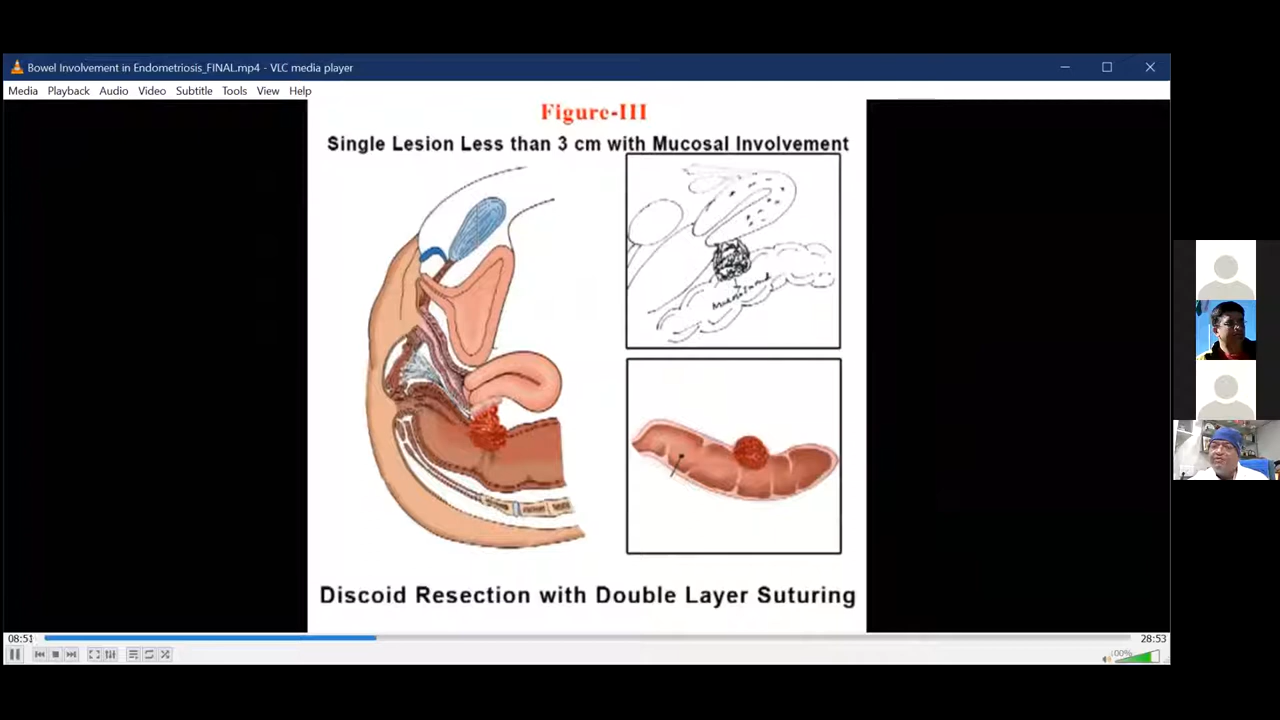 Bowel Involvement in Endometriosis_FINAL.mp4 - VLC media player
Media Playback Audio Video Subtitle Tools View Help
Figure-III
Single Lesion Less than 3 cm with Mucosal Involvement
Discoid Resection with Double Layer Suturing
08:51
28:53
100%